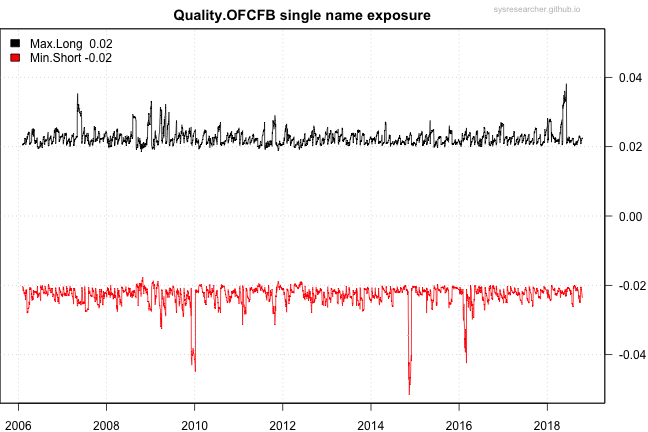 Quality.OFCFB single name exposure
sysresearcher.github.io
Max.Long 0.02
Min.Short -0.02
0.04
0.02
0.00
-0.02
-0.04
2006 2008 2010 2012 2014 2016 2018